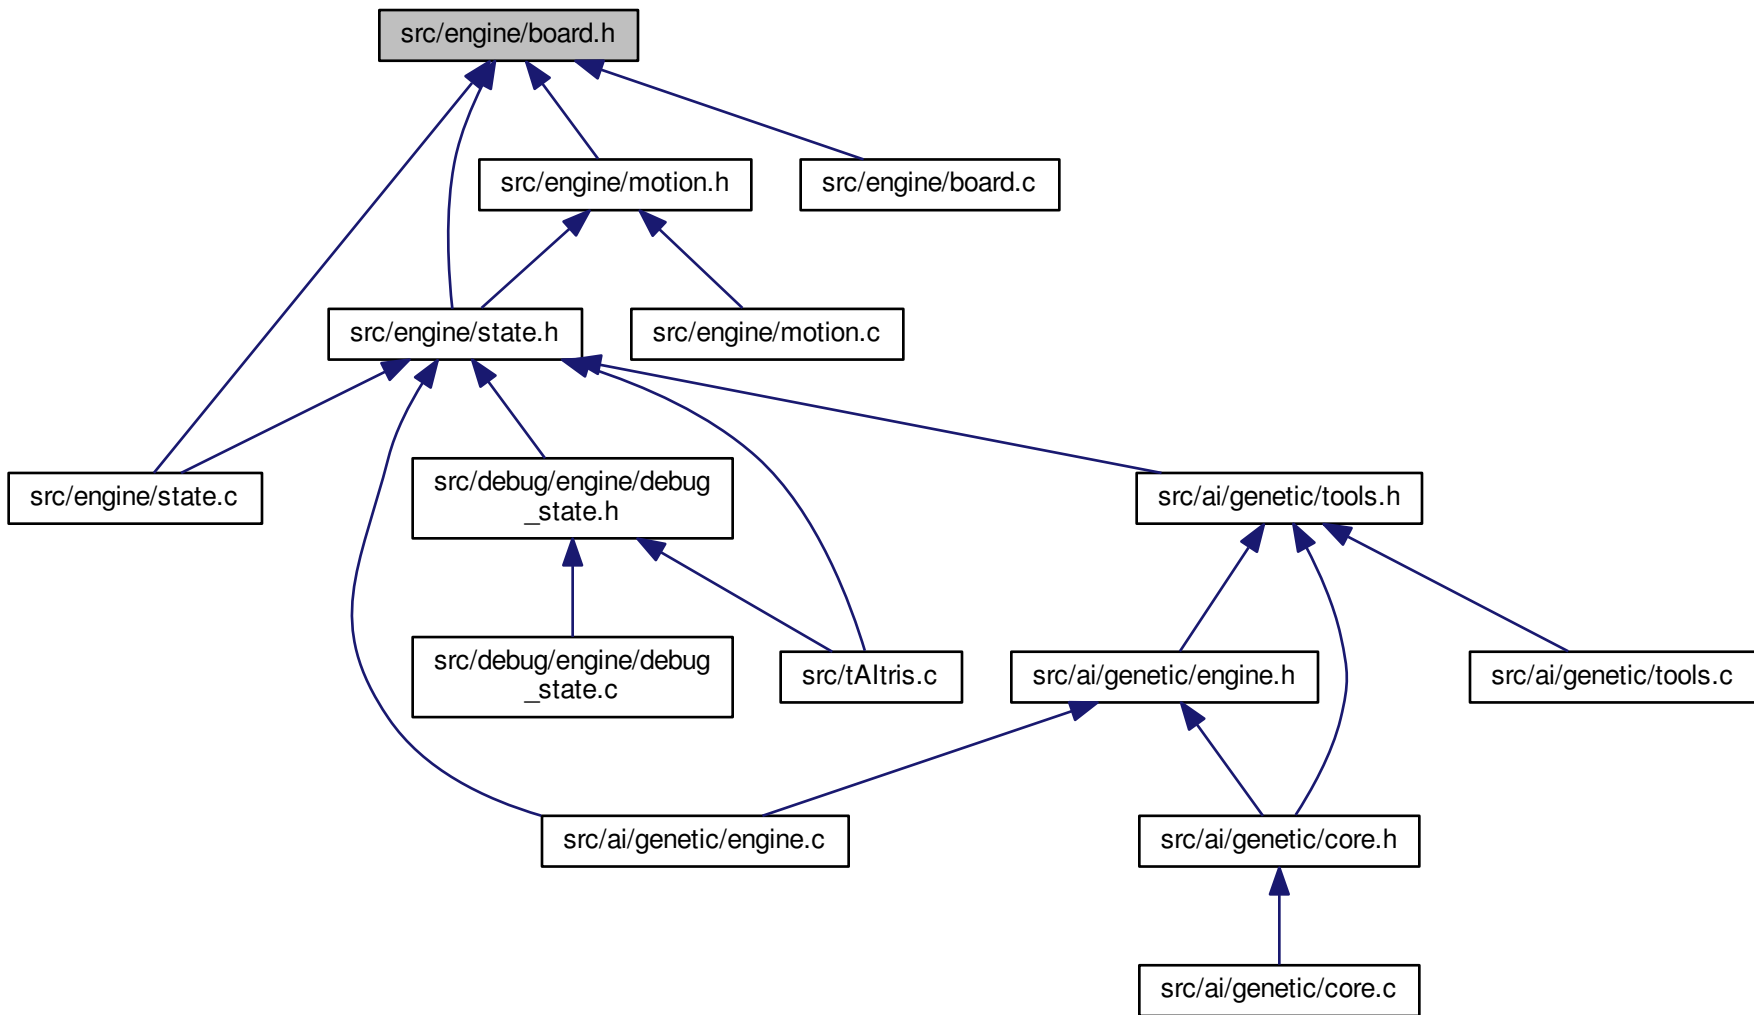 src/engine/board.h
src/engine/motion.h
src/engine/board.c
src/engine/state.h
src/engine/motion.c
src/engine/state.c
src/debug/engine/debug
_state.h
src/ai/genetic/tools.h
src/debug/engine/debug
_state.c
src/tAItris.c
src/ai/genetic/engine.h
src/ai/genetic/tools.c
src/ai/genetic/engine.c
src/ai/genetic/core.h
src/ai/genetic/core.c